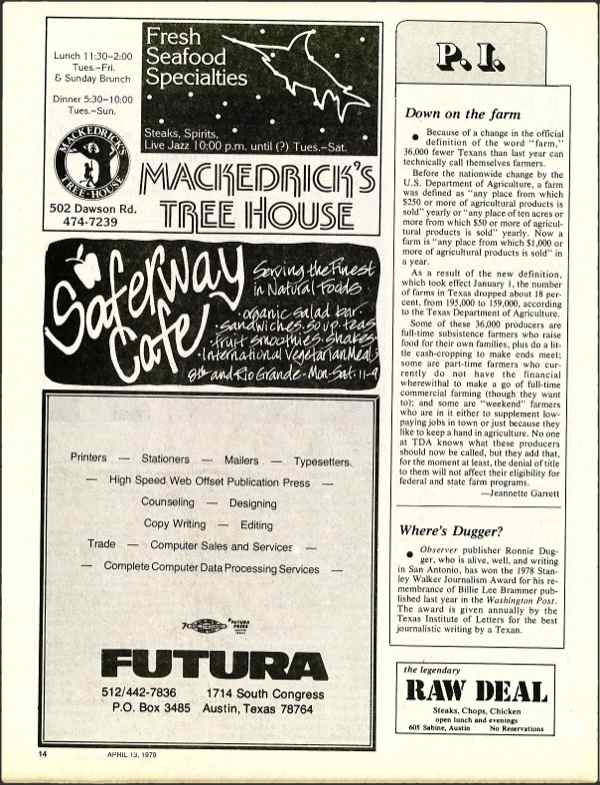 Lunch 11:30-2:00
Tues.-Fri.
& Sunday Brunch
Dinner 5:30-10:00
Tues.-Sun.
Fresh
Seafood
Specialties
Steaks, Spirits,
Live Jazz 10:00 p.m. until (?) Tues.-Sat.
MACKEDRICK'S
TREE-HOUSE
502 Dawson Rd.
474-7239
MACKEDRICK'S
TREE HOUSE
Saferway
Cafe
Serving the Finest
in Natural Foods
·organic salad bar·
·sandwiches·soup·teas
·fruit smoothies·shakes·
·International Vegetarian Meals
8th and Rio Grande·Mon-Sat·11-9
Printers — Stationers — Mailers — Typesetters
— High Speed Web Offset Publication Press —
Counseling — Designing
Copy Writing — Editing
Trade — Computer Sales and Services —
— Complete Computer Data Processing Services —
FUTURA
PRESS
FUTURA
512/442-7836 1714 South Congress
P.O. Box 3485 Austin, Texas 78764
P. I.
Down on the farm
• Because of a change in the official
definition of the word "farm,"
36,000 fewer Texans than last year can
technically call themselves farmers.
Before the nationwide change by the
U.S. Department of Agriculture, a farm
was defined as "any place from which
$250 or more of agricultural products is
sold" yearly or "any place of ten acres or
more from which $50 or more of agricul-
tural products is sold" yearly. Now a
farm is "any place from which $1,000 or
more of agricultural products is sold" in
a year.
As a result of the new definition,
which took effect January 1, the number
of farms in Texas dropped about 18 per-
cent, from 195,000 to 159,000, according
to the Texas Department of Agriculture.
Some of these 36,000 producers are
full-time subsistence farmers who raise
food for their own families, plus do a lit-
tle cash-cropping to make ends meet;
some are part-time farmers who cur-
rently do not have the financial
wherewithal to make a go of full-time
commercial farming (though they want
to); and some are "weekend" farmers
who are in it either to supplement low-
paying jobs in town or just because they
like to keep a hand in agriculture. No one
at TDA knows what these producers
should now be called, but they add that,
for the moment at least, the denial of title
to them will not affect their eligibility for
federal and state farm programs.
—Jeannette Garrett
Where's Dugger?
• Observer publisher Ronnie Dug-
ger, who is alive, well, and writing
in San Antonio, has won the 1978 Stan-
ley Walker Journalism Award for his re-
membrance of Billie Lee Brammer pub-
lished last year in the Washington Post.
The award is given annually by the
Texas Institute of Letters for the best
journalistic writing by a Texan.
the legendary
RAW DEAL
Steaks, Chops, Chicken
open lunch and evenings
605 Sabine, Austin No Reservations
14 APRIL 13, 1979